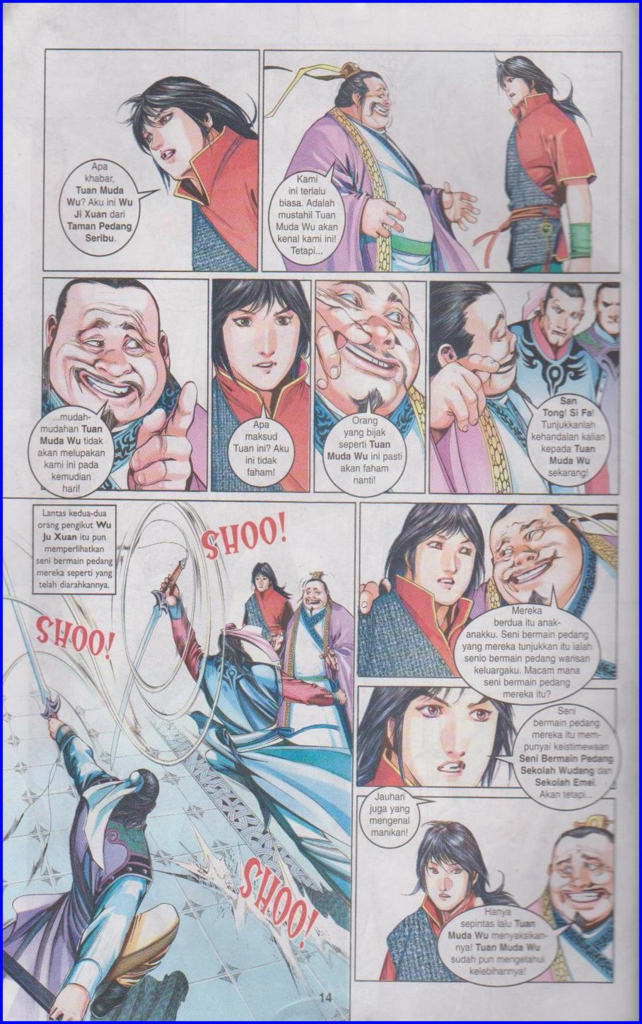 Apa
khabar,
Tuan Muda
Wu? Aku ini Wu
Ji Xuan dari
Taman Pedang
Seribu.
Kami
ini terlalu
biasa. Adalah
mustahil Tuan
Muda Wu akan
kenal kami ini!
Tetapi...
...mudah-
mudahan Tuan
Muda Wu tidak
akan melupakan
kami ini pada
kemudian
hari!
Apa
maksud
Tuan ini? Aku
ini tidak
faham!
Orang
yang bijak
seperti Tuan
Muda Wu ini pasti
akan faham
nanti!
San
Tong! Si Fa!
Tunjukkanlah
kehandalan kalian
kepada Tuan
Muda Wu
sekarang!
Lantas kedua-dua
orang pengikut Wu
Ju Xuan itu pun
memperlihatkan
seni bermain pedang
mereka seperti yang
telah diarahkannya.
SHOO!
SHOO!
SHOO!
Mereka
berdua itu anak-
anakku. Seni bermain pedang
yang mereka tunjukkan itu ialah
senio bermain pedang warisan
keluargaku. Macam mana
seni bermain pedang
mereka itu?
Seni
bermain pedang
mereka itu mem-
punyai keistimewaan
Seni Bermain Pedang
Sekolah Wudang dan
Sekolah Emei.
Akan tetapi...
Jauhari
juga yang
mengenal
manikan!
Hanya
sepintas lalu Tuan
Muda Wu menyaksikan-
nya! Tuan Muda Wu
sudah pun mengetahui
kelebihannya!
14